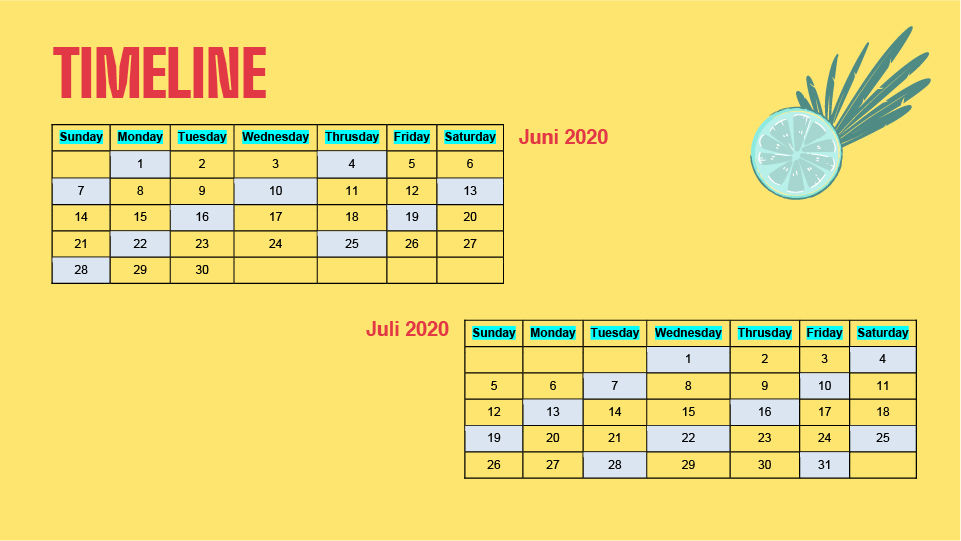 TIMELINE
Sunday Monday Tuesday Wednesday Thrusday Friday Saturday
Juni 2020
1 2 3 4 5 6
7 8 9 10 11 12 13
14 15 16 17 18 19 20
21 22 23 24 25 26 27
28 29 30
Juli 2020
Sunday Monday Tuesday Wednesday Thrusday Friday Saturday
1 2 3 4
5 6 7 8 9 10 11
12 13 14 15 16 17 18
19 20 21 22 23 24 25
26 27 28 29 30 31